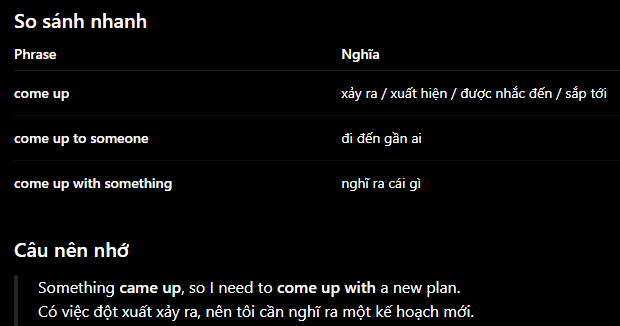 So sánh nhanh
Phrase Nghĩa
come up xảy ra / xuất hiện / được nhắc đến / sắp tới
come up to someone đi đến gần ai
come up with something nghĩ ra cái gì
Câu nên nhớ
Something came up, so I need to come up with a new plan.
Có việc đột xuất xảy ra, nên tôi cần nghĩ ra một kế hoạch mới.